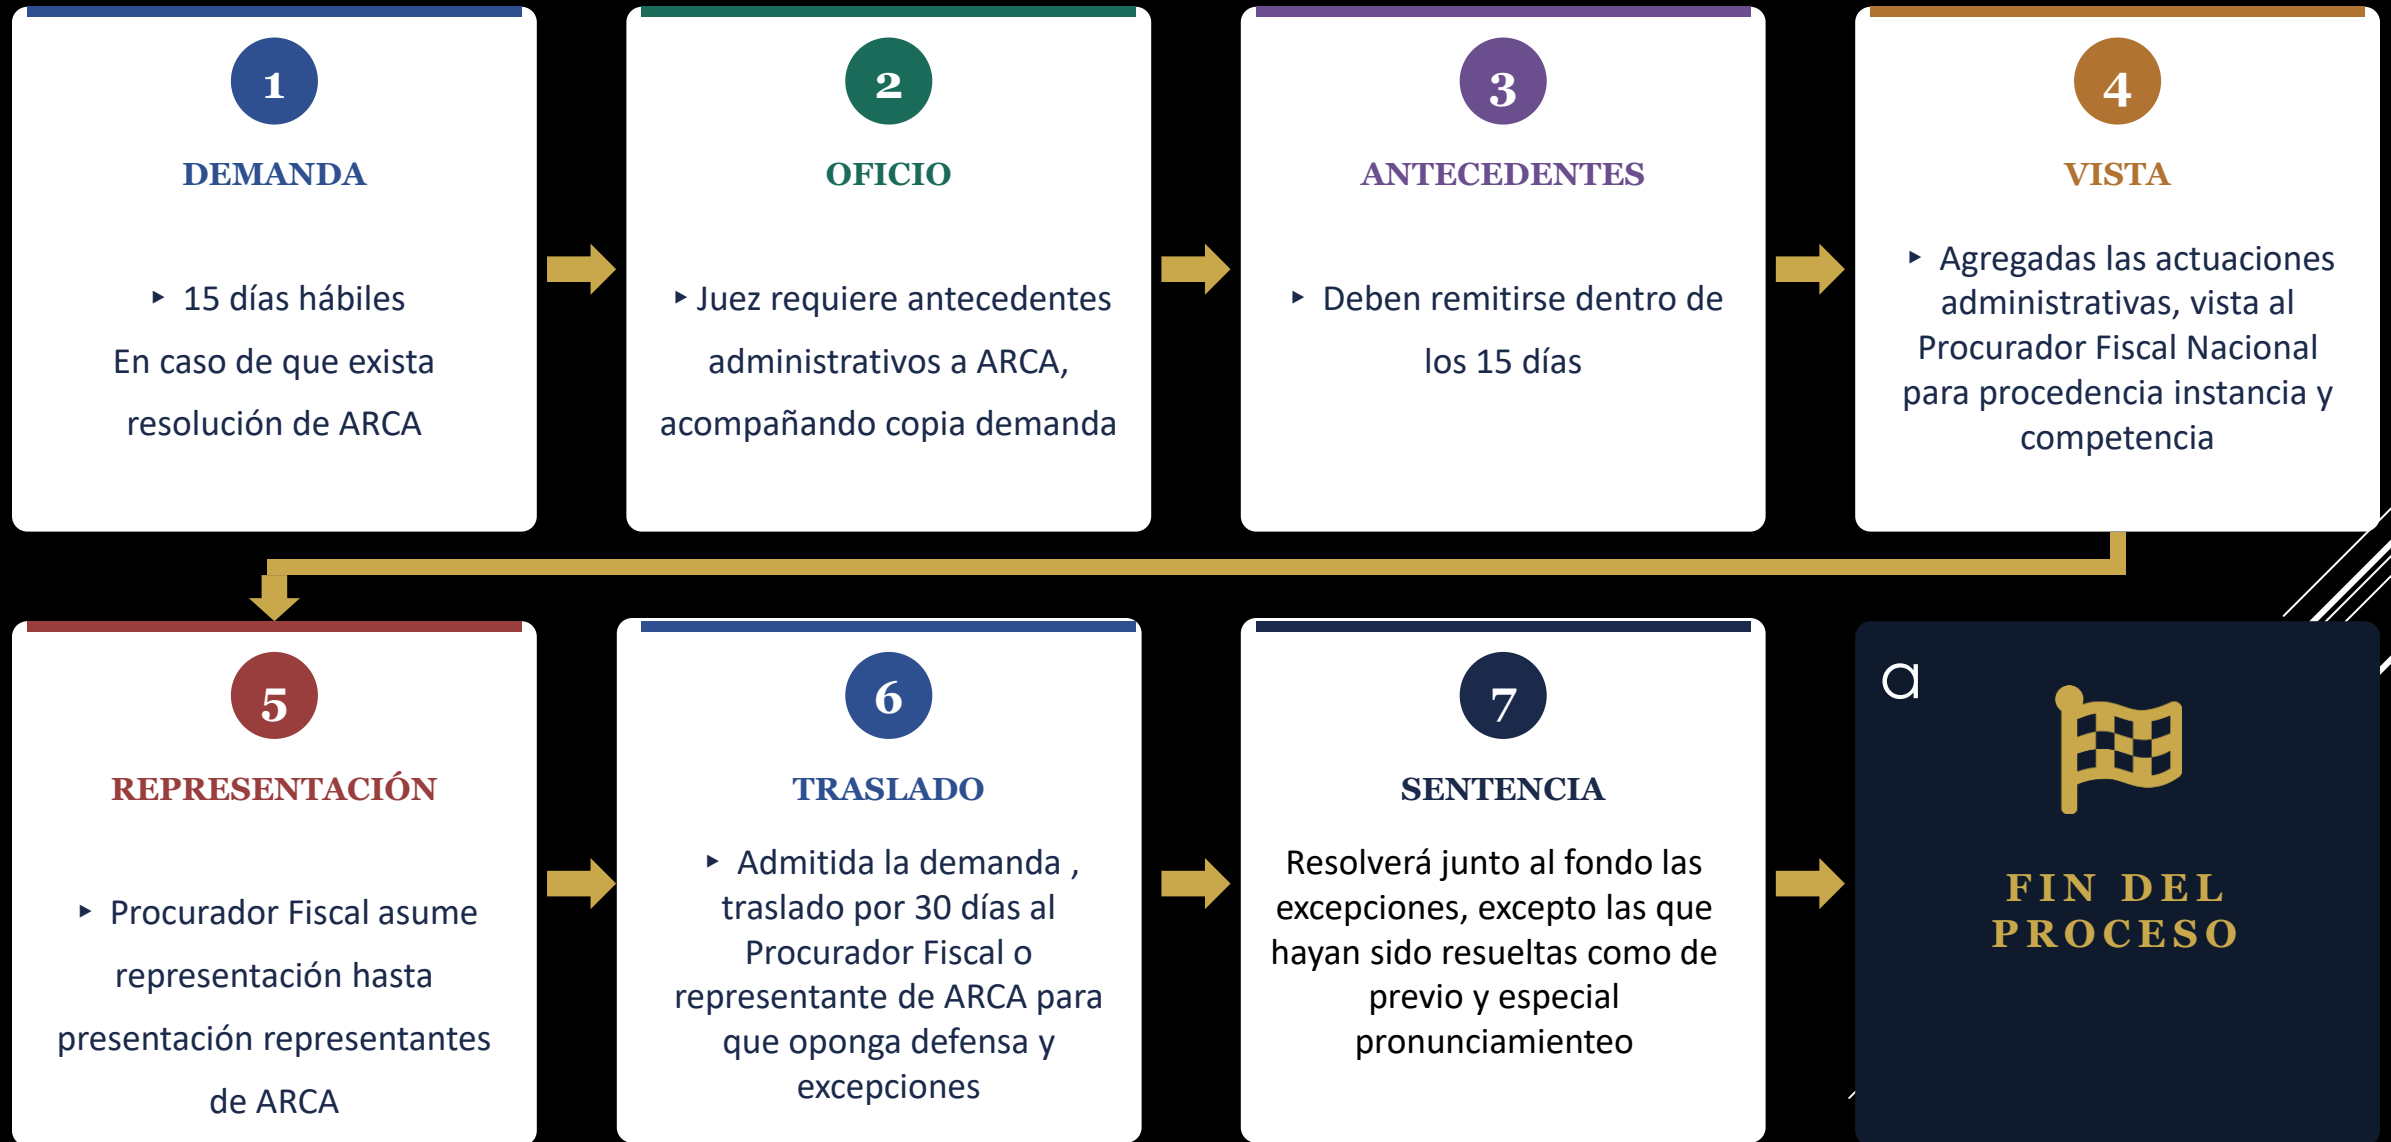 1
DEMANDA
‣ 15 días hábiles
En caso de que exista
resolución de ARCA
2
OFICIO
‣ Juez requiere antecedentes
administrativos a ARCA,
acompañando copia demanda
3
ANTECEDENTES
‣ Deben remitirse dentro de
los 15 días
4
VISTA
‣ Agregadas las actuaciones
administrativas, vista al
Procurador Fiscal Nacional
para procedencia instancia y
competencia
5
REPRESENTACIÓN
‣ Procurador Fiscal asume
representación hasta
presentación representantes
de ARCA
6
TRASLADO
‣ Admitida la demanda ,
traslado por 30 días al
Procurador Fiscal o
representante de ARCA para
que oponga defensa y
excepciones
7
SENTENCIA
Resolverá junto al fondo las
excepciones, excepto las que
hayan sido resueltas como de
previo y especial
pronunciamienteo
a
FIN DEL
PROCESO